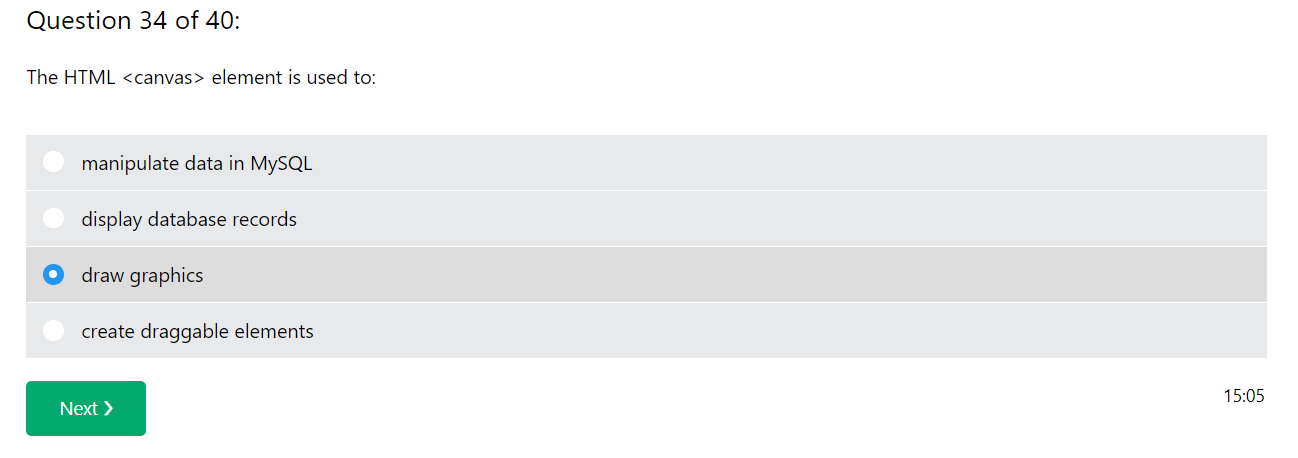 Question 34 of 40:
The HTML <canvas> element is used to:
manipulate data in MySQL
display database records
draw graphics
create draggable elements
Next ❯
15:05